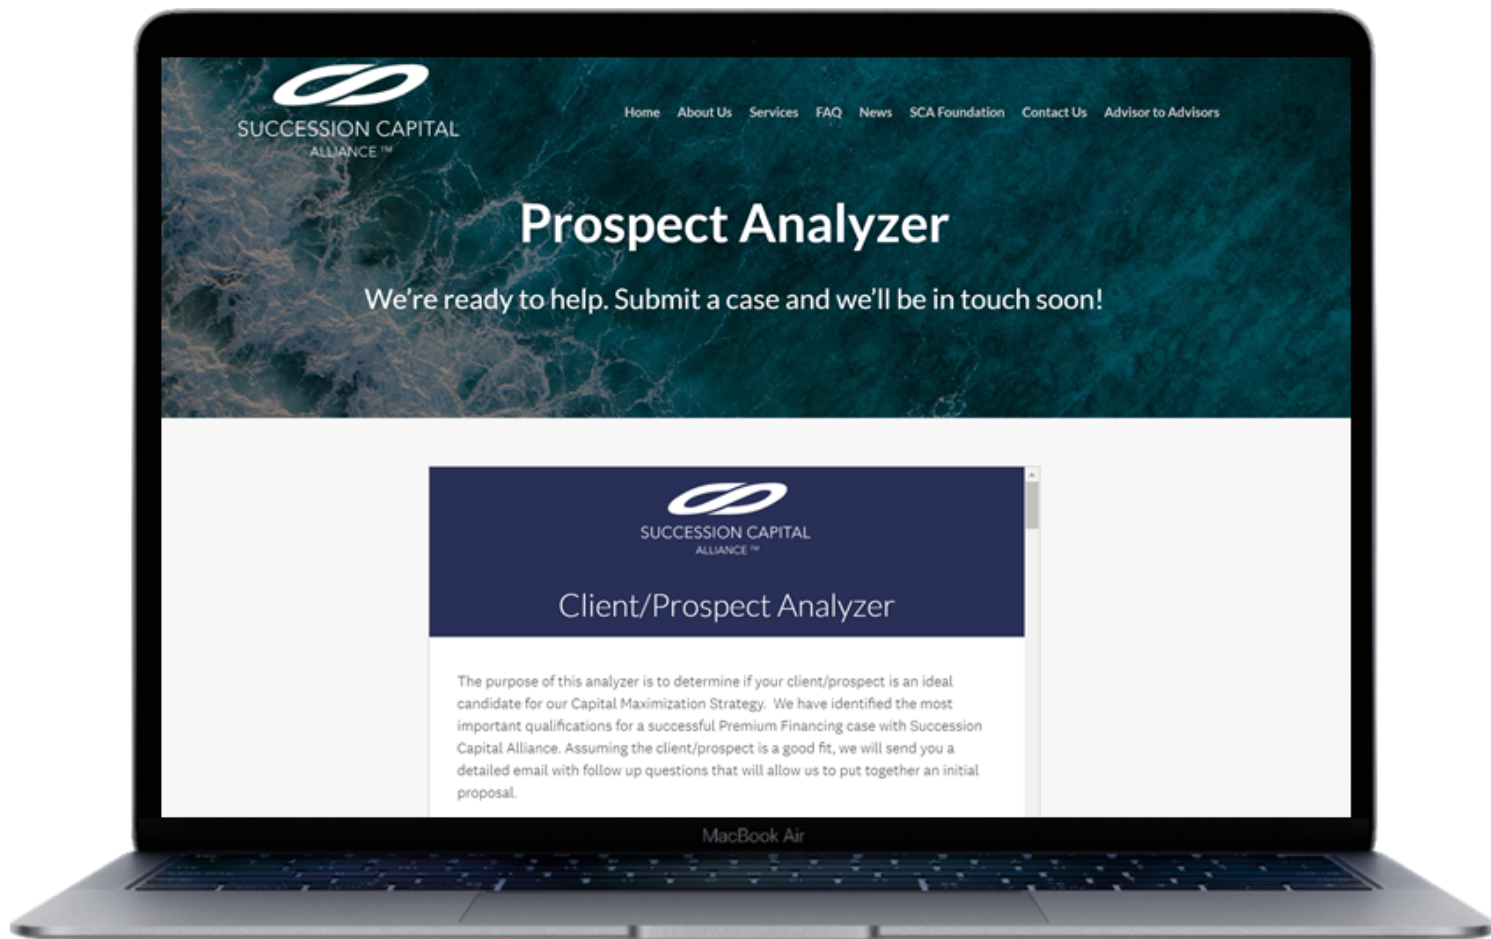 SUCCESSION CAPITAL
ALLIANCE ™
Home About Us Services FAQ News SCA Foundation Contact Us Advisor to Advisors
Prospect Analyzer
We’re ready to help. Submit a case and we’ll be in touch soon!
SUCCESSION CAPITAL
ALLIANCE ™
Client/Prospect Analyzer
The purpose of this analyzer is to determine if your client/prospect is an ideal
candidate for our Capital Maximization Strategy.  We have identified the most
important qualifications for a successful Premium Financing case with Succession
Capital Alliance. Assuming the client/prospect is a good fit, we will send you a
detailed email with follow up questions that will allow us to put together an initial
proposal.
MacBook Air